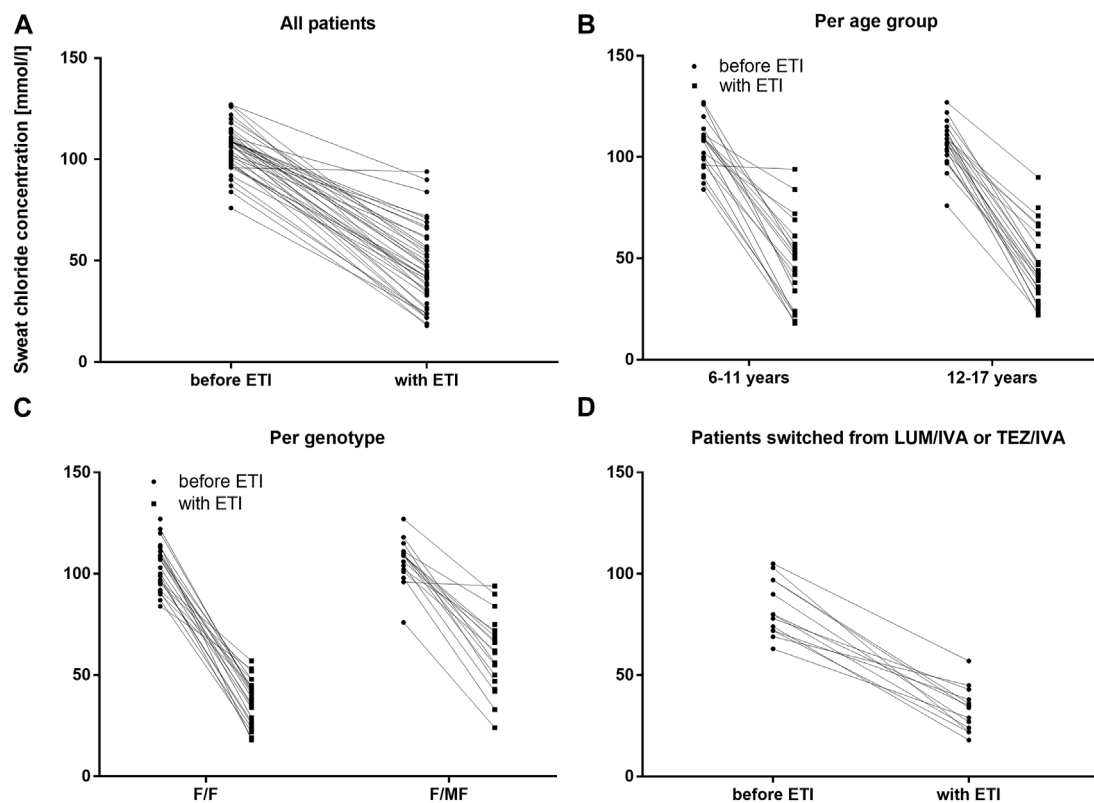 A
All patients
Sweat chloride concentration [mmol/l]
150
100
50
0
before ETI
with ETI
B
Per age group
before ETI
with ETI
150
100
50
0
6-11 years
12-17 years
C
Per genotype
before ETI
with ETI
150
100
50
0
F/F
F/MF
D
Patients switched from LUM/IVA or TEZ/IVA
150
100
50
0
before ETI
with ETI